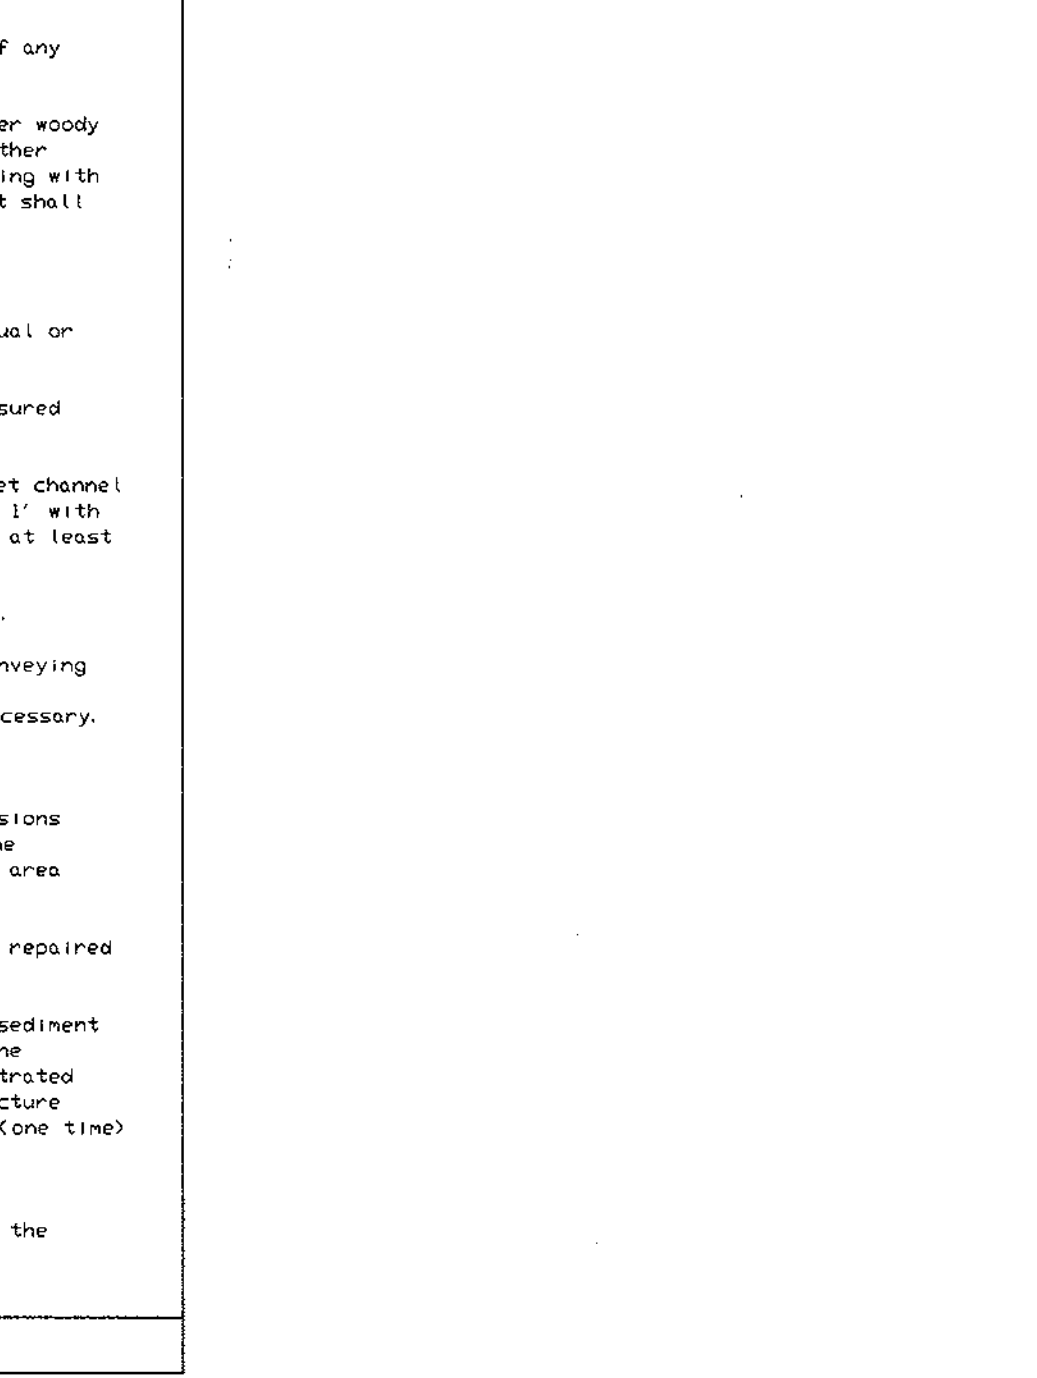 f any
er woody
ther
ing with
t shall
ual or
sured
et channel
1' with
at least
.
nveying
cessary.
sions
he
area
repaired
sediment
he
trated
cture
(one time)
the